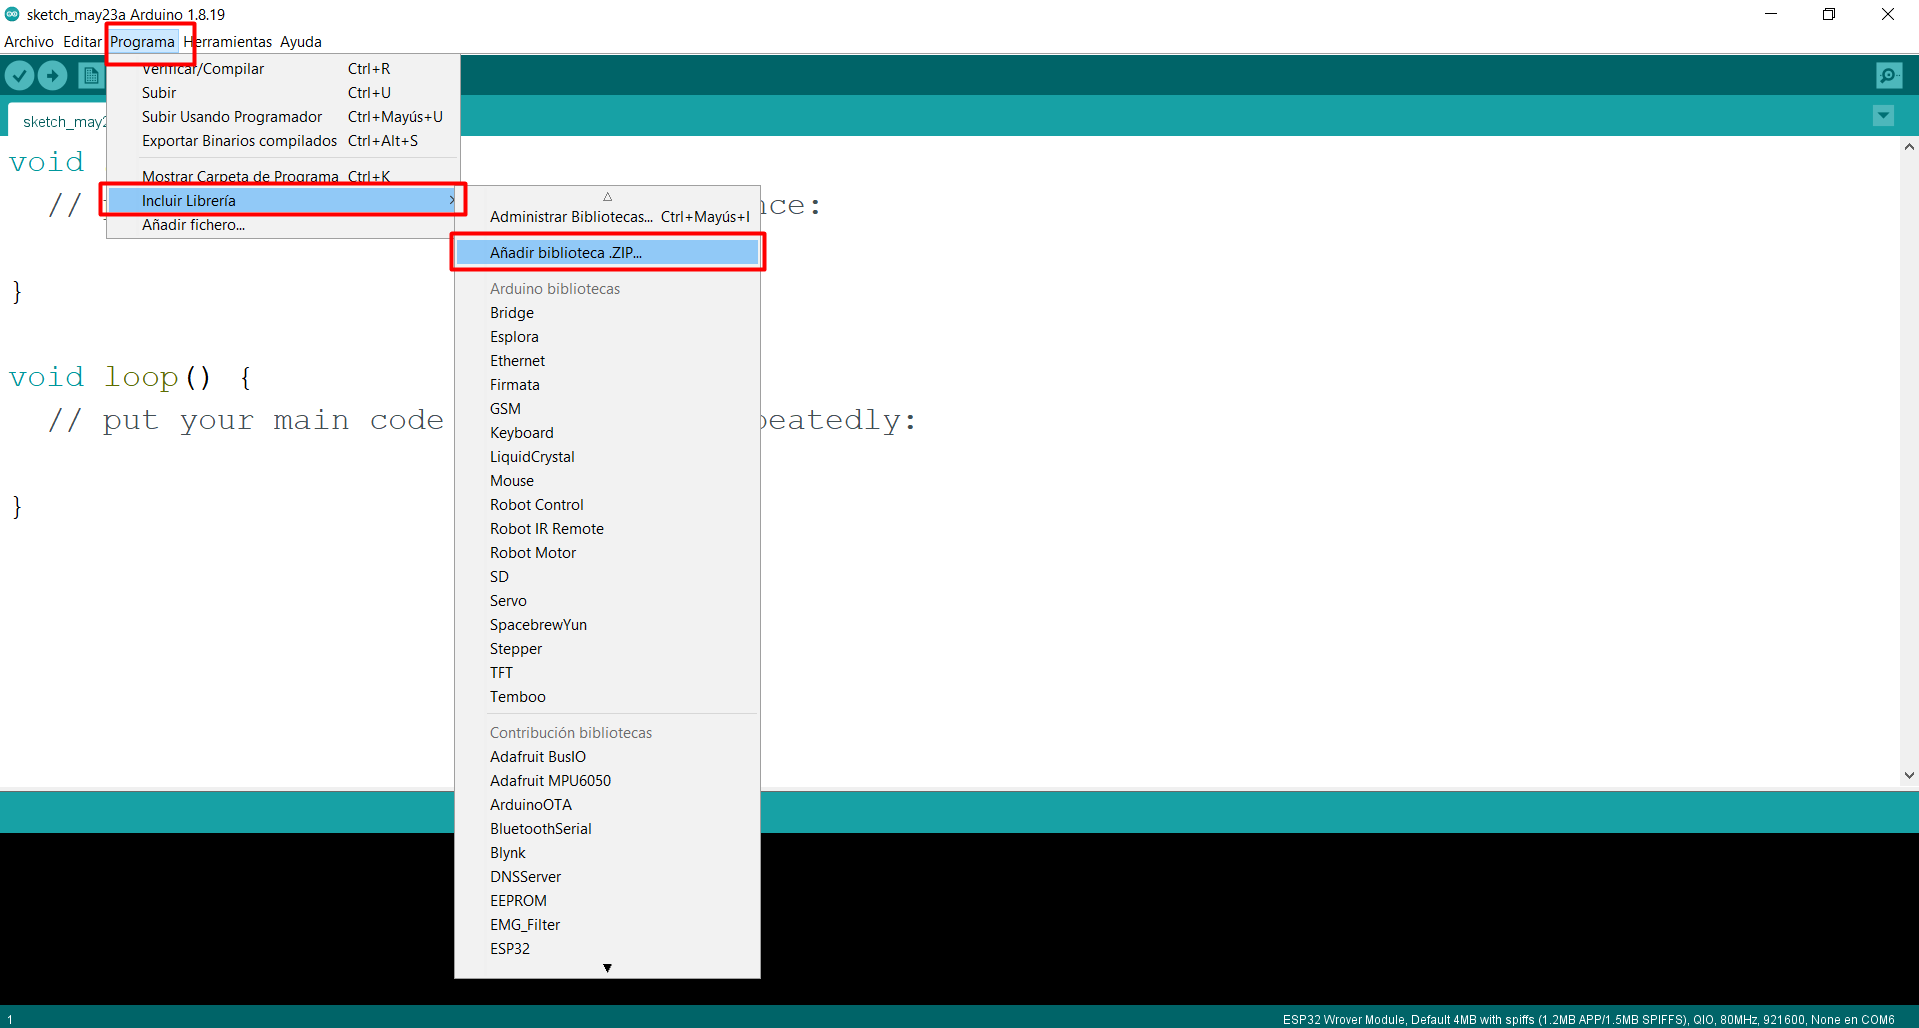 sketch_may23a Arduino 1.8.19
Archivo Editar Programa Herramientas Ayuda
Verificar/Compilar Ctrl+R
Subir Ctrl+U
Subir Usando Programador Ctrl+Mayús+U
Exportar Binarios compilados Ctrl+Alt+S
Mostrar Carpeta de Programa Ctrl+K
Incluir Librería
Añadir fichero...
Administrar Bibliotecas... Ctrl+Mayús+I
Añadir biblioteca .ZIP...
Arduino bibliotecas
Bridge
Esplora
Ethernet
Firmata
GSM
Keyboard
LiquidCrystal
Mouse
Robot Control
Robot IR Remote
Robot Motor
SD
Servo
SpacebrewYun
Stepper
TFT
Temboo
Contribución bibliotecas
Adafruit BusIO
Adafruit MPU6050
ArduinoOTA
BluetoothSerial
Blynk
DNSServer
EEPROM
EMG_Filter
ESP32
sketch_may2
void
// nce:
}
void loop() {
// put your main code peatedly:
}
1
ESP32 Wrover Module, Default 4MB with spiffs (1.2MB APP/1.5MB SPIFFS), QIO, 80MHz, 921600, None en COM6